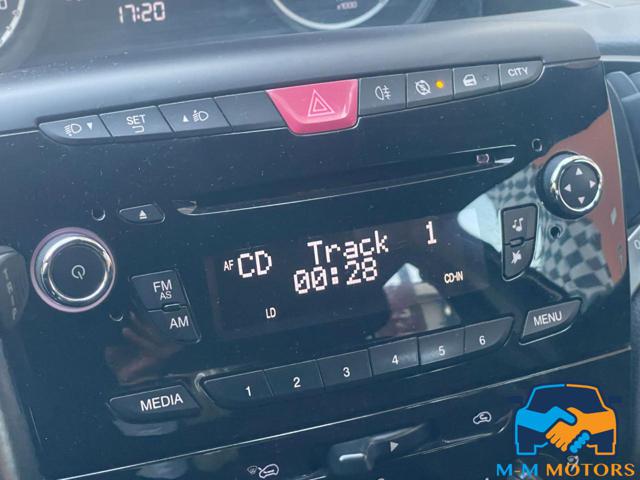 17:20
x1000
SET
CITY
AF CD Track 1
00:28
LD CD-IN
FM
AS
AM
MEDIA
1 2 3 4 5 6
MENU
M-M MOTORS